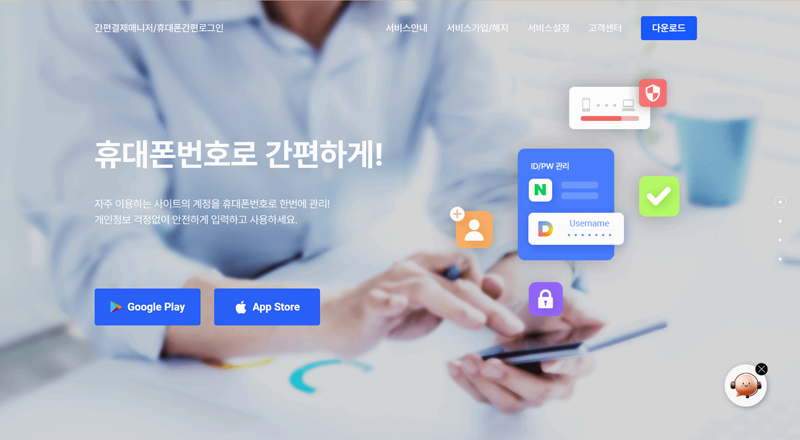 간편결제매니저/휴대폰간편로그인
서비스안내
서비스가입/해지
서비스설정
고객센터
다운로드
휴대폰번호로 간편하게!
자주 이용하는 사이트의 계정을 휴대폰번호로 한번에 관리!
개인정보 걱정없이 안전하게 입력하고 사용하세요.
Google Play
App Store
ID/PW 관리
N
D
Username